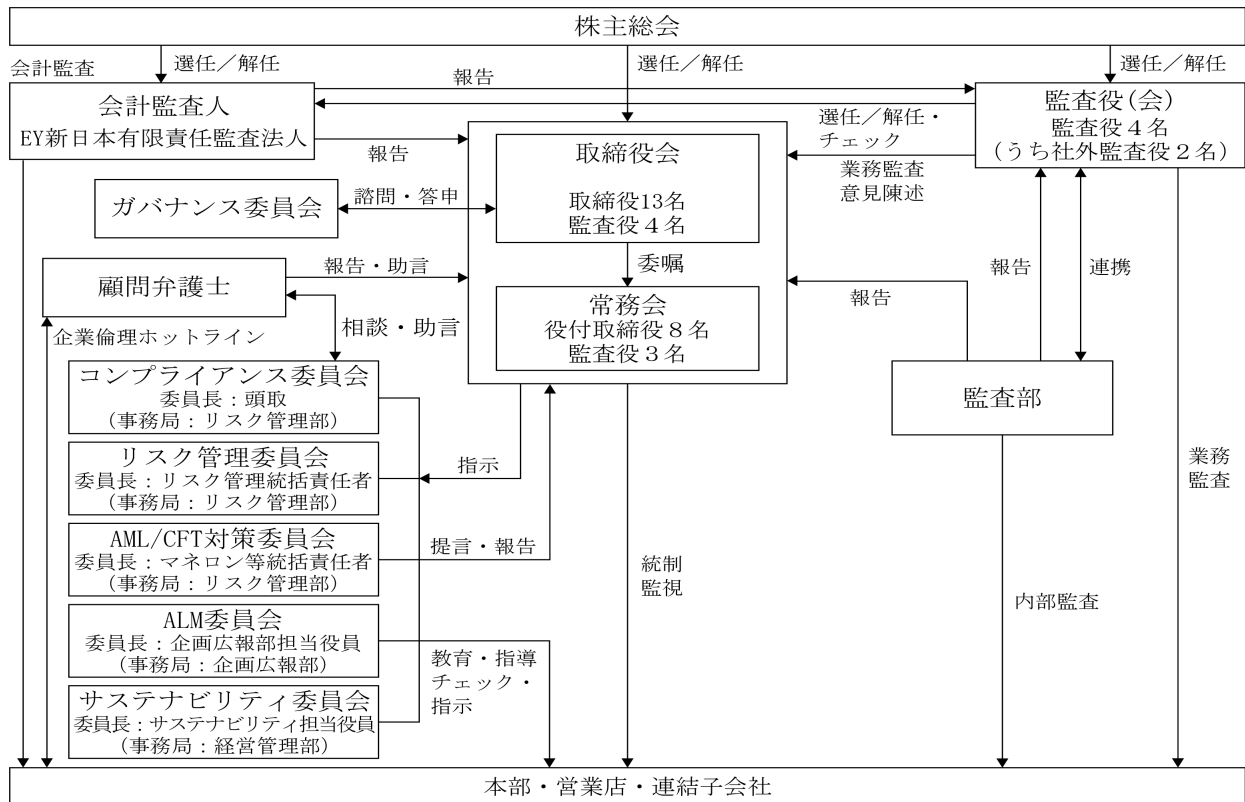 株主総会
会計監査
選任／解任
選任／解任
選任／解任
報告
会計監査人
EY新日本有限責任監査法人
監査役(会)
監査役４名
(うち社外監査役２名)
選任／解任・
チェック
報告
業務監査
意見陳述
取締役会
取締役13名
監査役４名
諮問・答申
ガバナンス委員会
委嘱
報告・助言
顧問弁護士
常務会
役付取締役８名
監査役３名
報告
報告
連携
企業倫理ホットライン
相談・助言
コンプライアンス委員会
委員長：頭取
(事務局：リスク管理部)
監査部
リスク管理委員会
委員長：リスク管理統括責任者
(事務局：リスク管理部)
指示
業務
監査
AML/CFT対策委員会
委員長：マネロン等統括責任者
(事務局：リスク管理部)
提言・報告
統制
監視
内部監査
ALM委員会
委員長：企画広報部担当役員
(事務局：企画広報部)
教育・指導
チェック・
指示
サステナビリティ委員会
委員長：サステナビリティ担当役員
(事務局：経営管理部)
本部・営業店・連結子会社